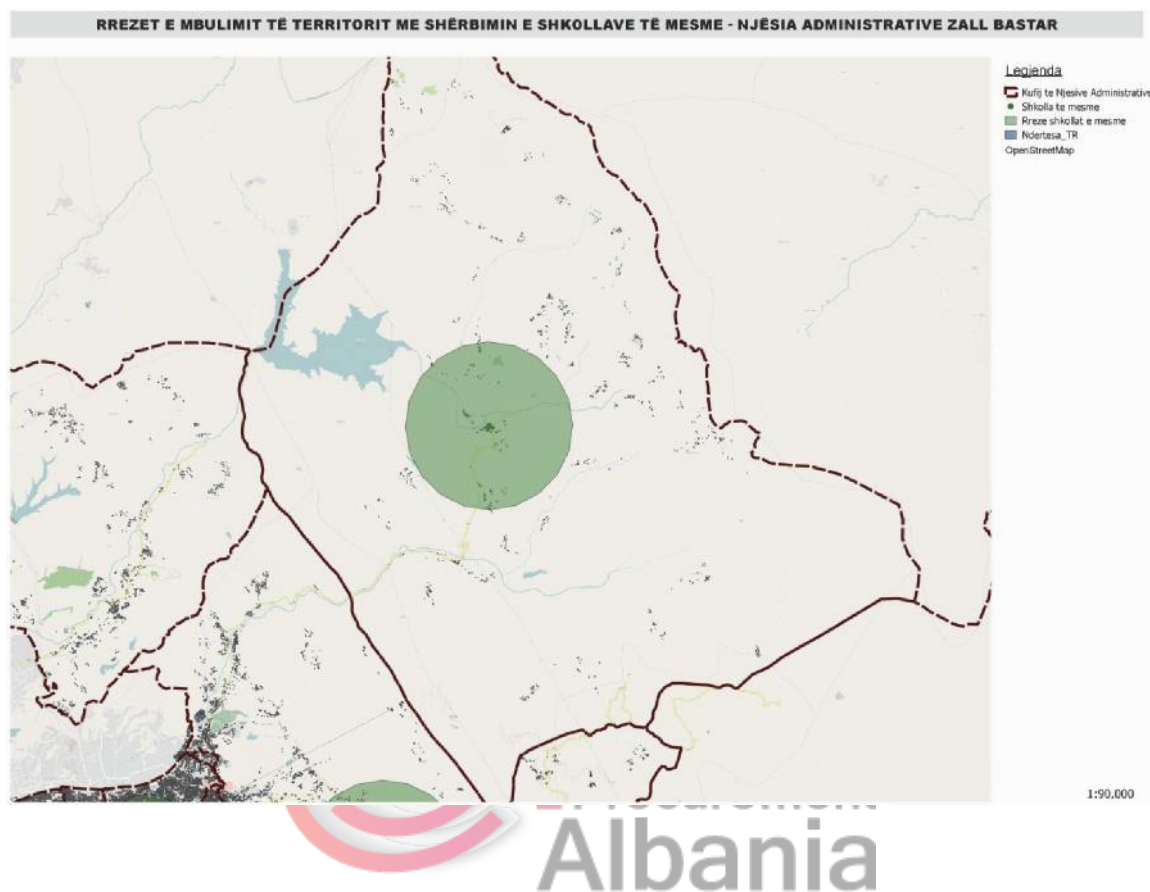 RREZET E MBULIMIT TË TERRITORIT ME SHËRBIMIN E SHKOLLAVE TË MESME - NJËSIA ADMINISTRATIVE ZALL BASTAR
Legjenda
Kufij te Njesive Administrative
Shkolla te mesme
Rreze shkollat e mesme
Ndertesa_TR
OpenStreetMap
1:90,000
Albania